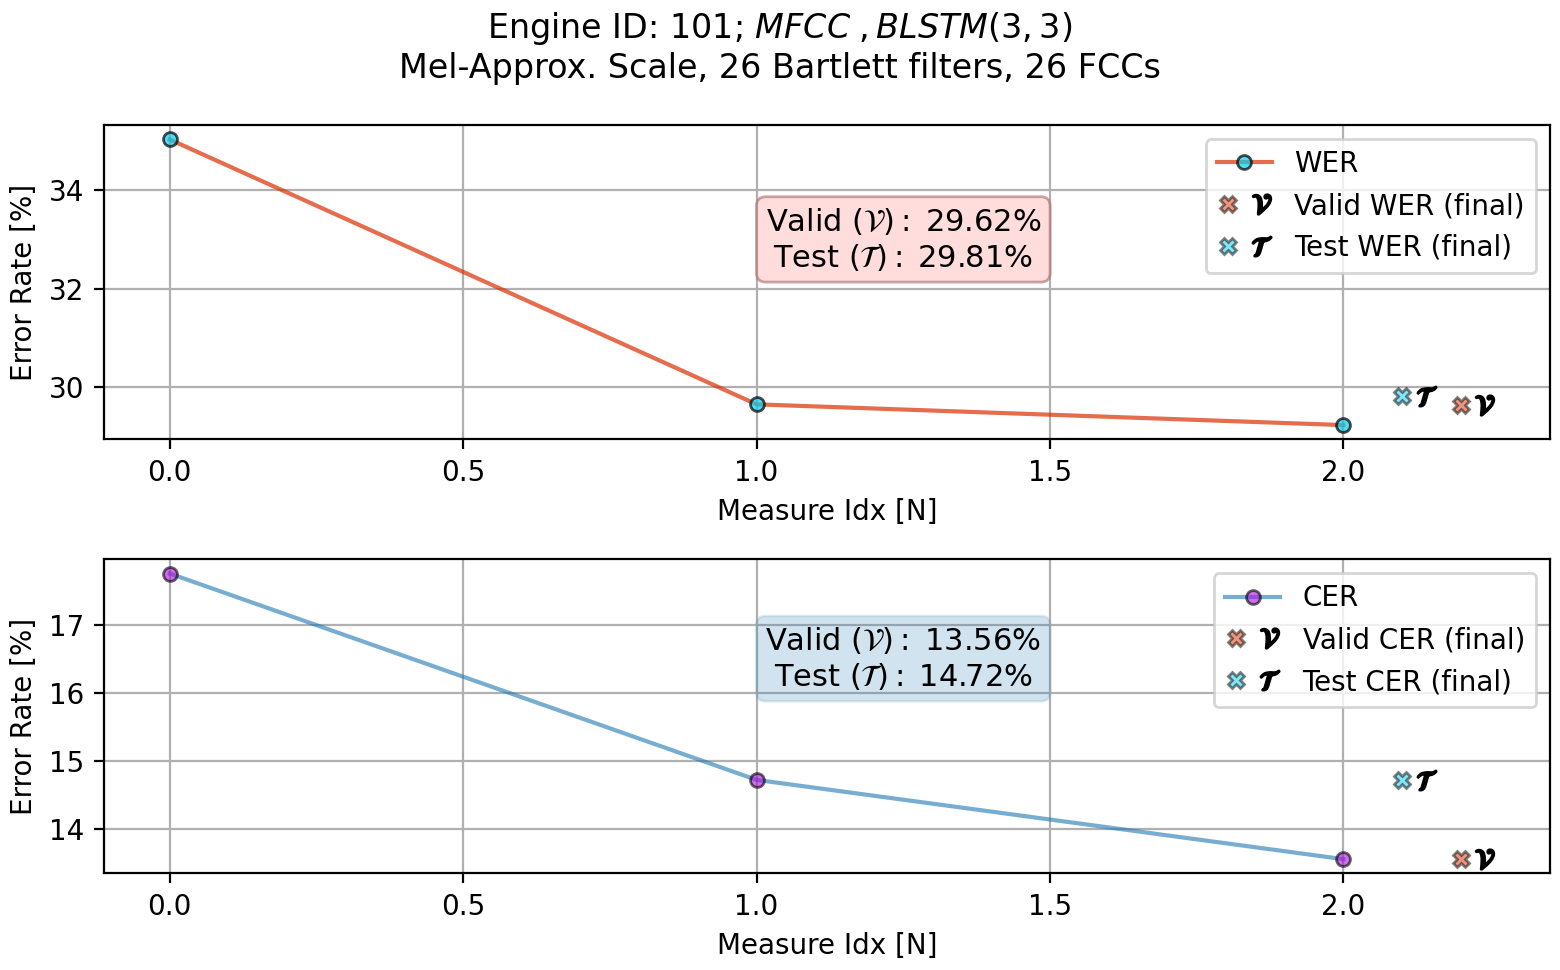 Engine ID: 101; MFCC , BLSTM(3, 3)
Mel-Approx. Scale, 26 Bartlett filters, 26 FCCs
Error Rate [%]
34
32
30
Valid (𝒱) : 29.62%
Test (𝒯) : 29.81%
WER
𝒱 Valid WER (final)
𝒯 Test WER (final)
𝒯
𝒱
0.0 0.5 1.0 1.5 2.0
Measure Idx [N]
Error Rate [%]
17
16
15
14
Valid (𝒱) : 13.56%
Test (𝒯) : 14.72%
CER
𝒱 Valid CER (final)
𝒯 Test CER (final)
𝒯
𝒱
0.0 0.5 1.0 1.5 2.0
Measure Idx [N]